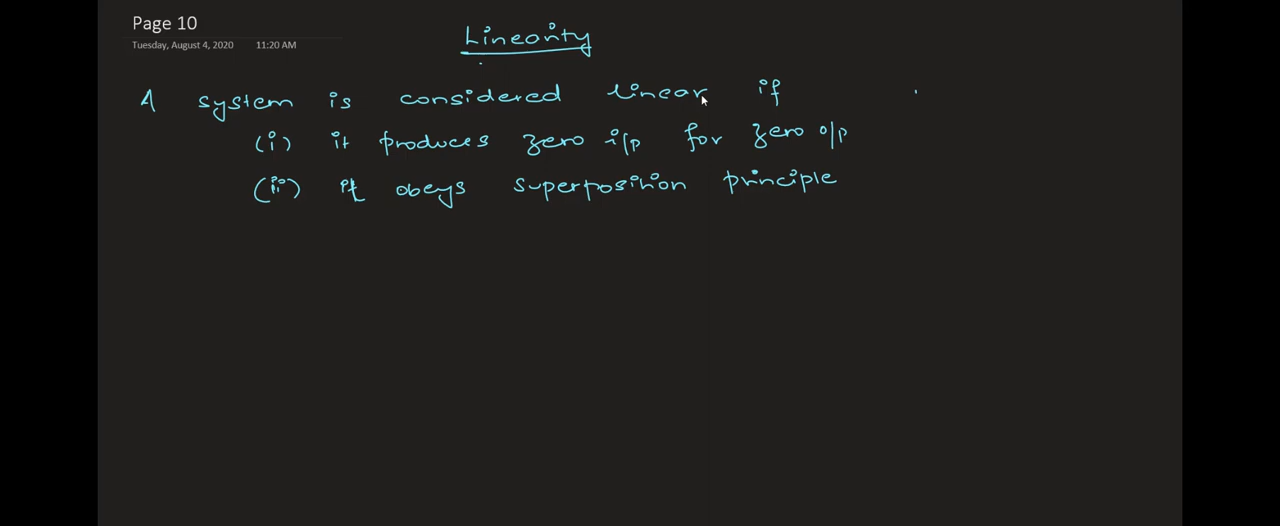 Page 10
Tuesday, August 4, 2020 11:20 AM
Linearity
A system is considered linear if
(i) it produces zero i/p for zero o/p
(ii) it obeys superposition principle